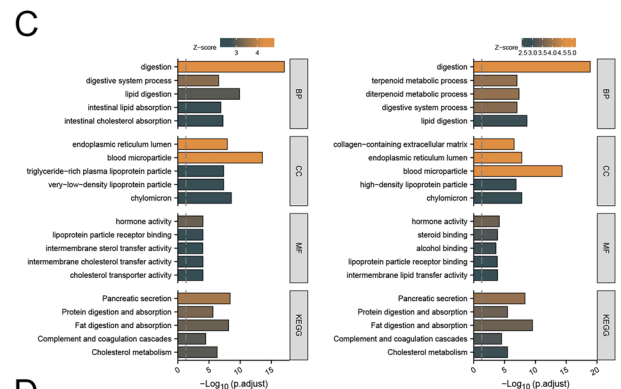 C
Z-score 3 4
digestion
digestive system process
lipid digestion
intestinal lipid absorption
intestinal cholesterol absorption
BP
endoplasmic reticulum lumen
blood microparticle
triglyceride-rich plasma lipoprotein particle
very-low-density lipoprotein particle
chylomicron
CC
hormone activity
lipoprotein particle receptor binding
intermembrane sterol transfer activity
intermembrane cholesterol transfer activity
cholesterol transporter activity
MF
Pancreatic secretion
Protein digestion and absorption
Fat digestion and absorption
Complement and coagulation cascades
Cholesterol metabolism
KEGG
0 5 10 15
−Log10 (p.adjust)
Z-score 2.5 3.0 3.5 4.0 4.5 5.0
digestion
terpenoid metabolic process
diterpenoid metabolic process
digestive system process
lipid digestion
BP
collagen-containing extracellular matrix
endoplasmic reticulum lumen
blood microparticle
high-density lipoprotein particle
chylomicron
CC
hormone activity
steroid binding
alcohol binding
lipoprotein particle receptor binding
intermembrane lipid transfer activity
MF
Pancreatic secretion
Protein digestion and absorption
Fat digestion and absorption
Complement and coagulation cascades
Cholesterol metabolism
KEGG
0 5 10 15 20
−Log10 (p.adjust)